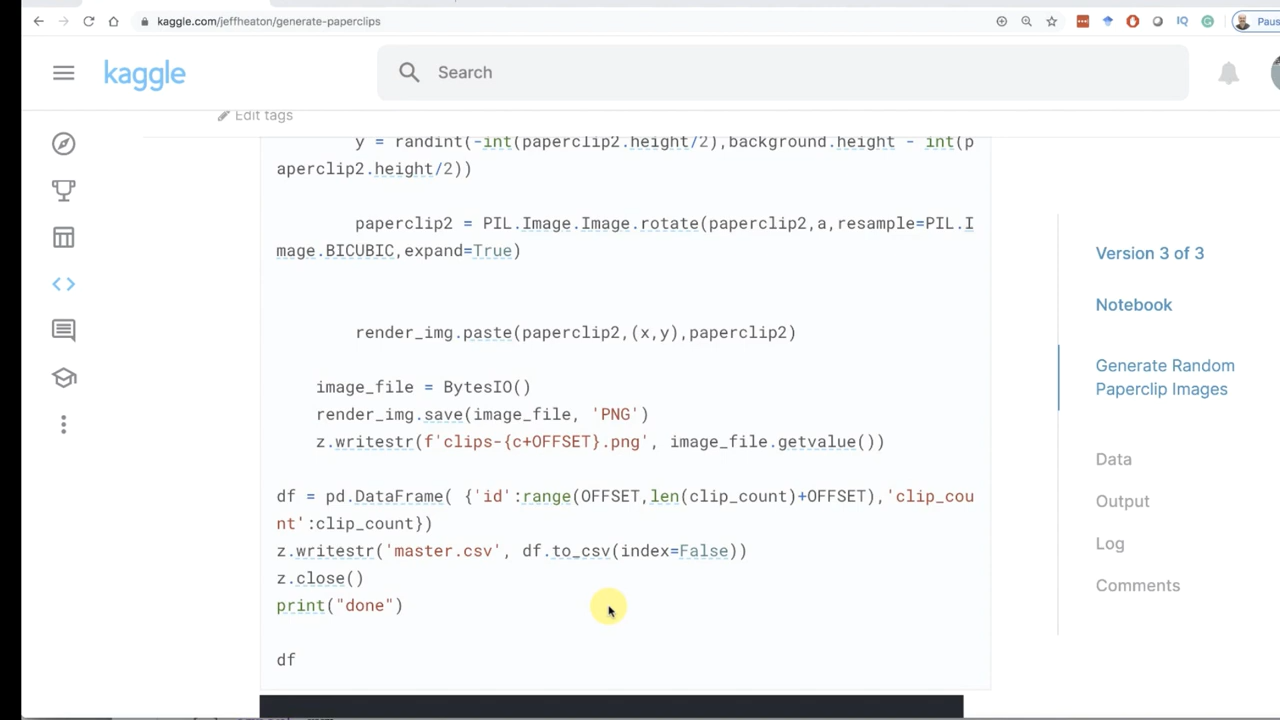 kaggle.com/jeffheaton/generate-paperclips
IQ
Paus
kaggle
Search
Edit tags
y = randint(-int(paperclip2.height/2),background.height - int(p
aperclip2.height/2))
paperclip2 = PIL.Image.Image.rotate(paperclip2,a,resample=PIL.I
mage.BICUBIC,expand=True)
render_img.paste(paperclip2,(x,y),paperclip2)
image_file = BytesIO()
render_img.save(image_file, 'PNG')
z.writestr(f'clips-{c+OFFSET}.png', image_file.getvalue())
df = pd.DataFrame( {'id':range(OFFSET,len(clip_count)+OFFSET),'clip_cou
nt':clip_count})
z.writestr('master.csv', df.to_csv(index=False))
z.close()
print("done")
df
Version 3 of 3
Notebook
Generate Random
Paperclip Images
Data
Output
Log
Comments